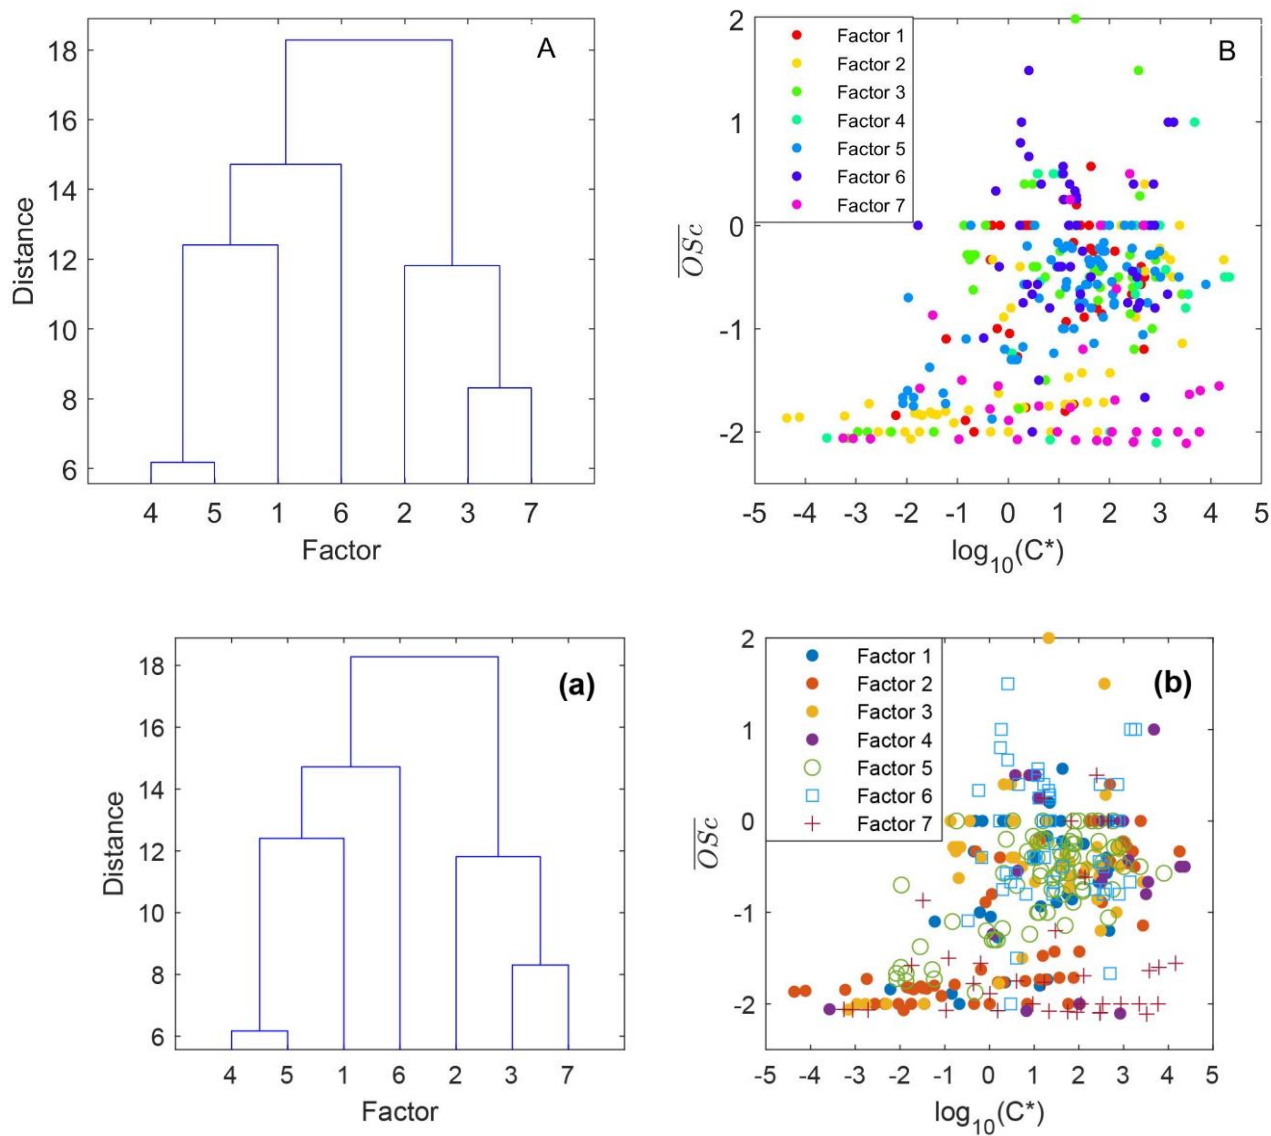 A
18
16
14
12
10
8
6
Distance
4 5 1 6 2 3 7
Factor
B
2
1
0
-1
-2
OSc
Factor 1
Factor 2
Factor 3
Factor 4
Factor 5
Factor 6
Factor 7
-5 -4 -3 -2 -1 0 1 2 3 4 5
log10(C*)
(a)
18
16
14
12
10
8
6
Distance
4 5 1 6 2 3 7
Factor
(b)
2
1
0
-1
-2
OSc
Factor 1
Factor 2
Factor 3
Factor 4
Factor 5
Factor 6
Factor 7
-5 -4 -3 -2 -1 0 1 2 3 4 5
log10(C*)